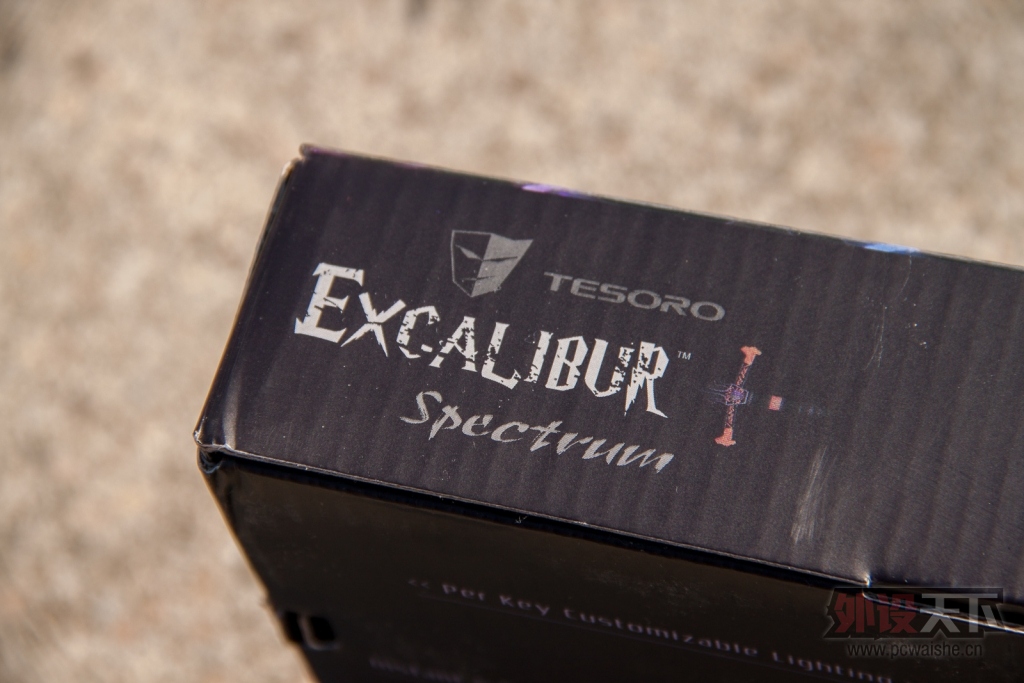 TESORO
EXCALIBUR™
Spectrum
<< Per Key Customizable Lighting
外设天下
www.pcwaishe.cn